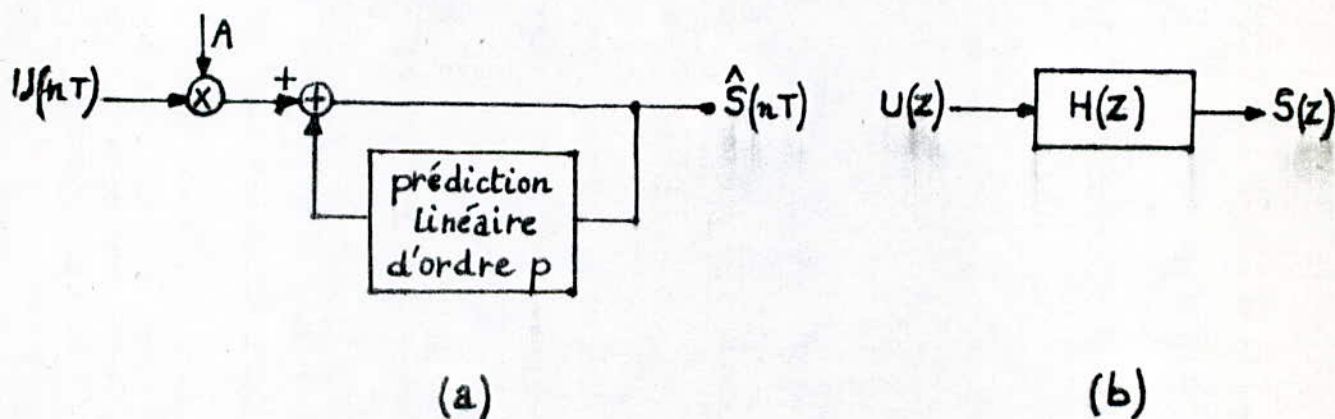 A
U(nT)
X
+
+
Ŝ(nT)
prédiction
Linéaire
d'ordre p
U(Z)
H(Z)
S(Z)
(a)
(b)